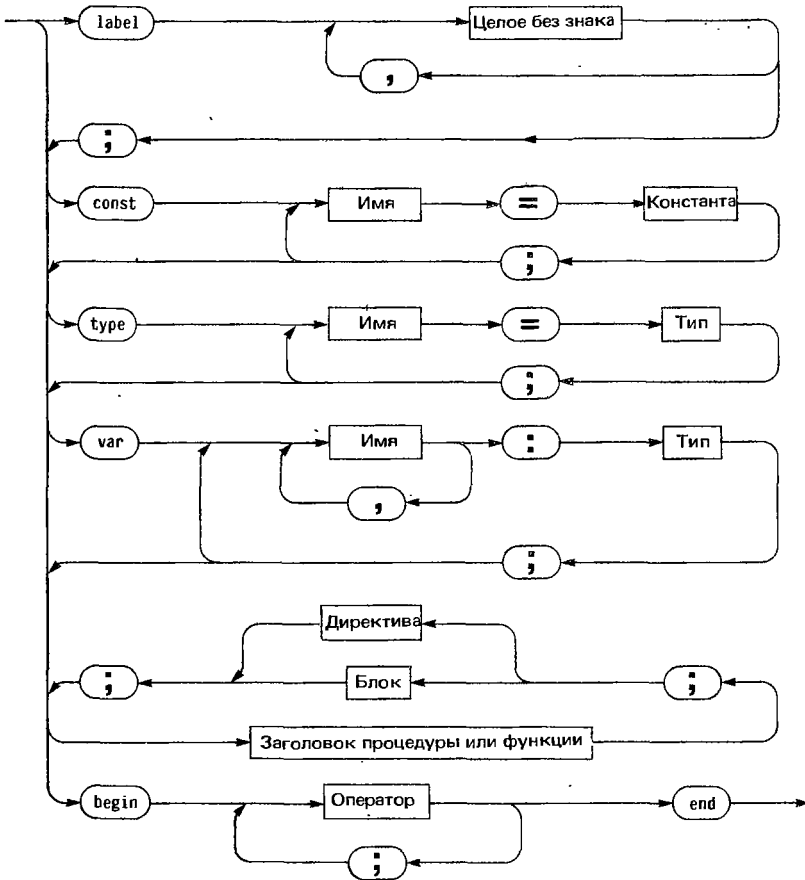 label Целое без знака
,
;
const Имя = Константа
;
type Имя = Тип
;
var Имя : Тип
,
;
Директива
; Блок ;
Заголовок процедуры или функции
begin Оператор end
;